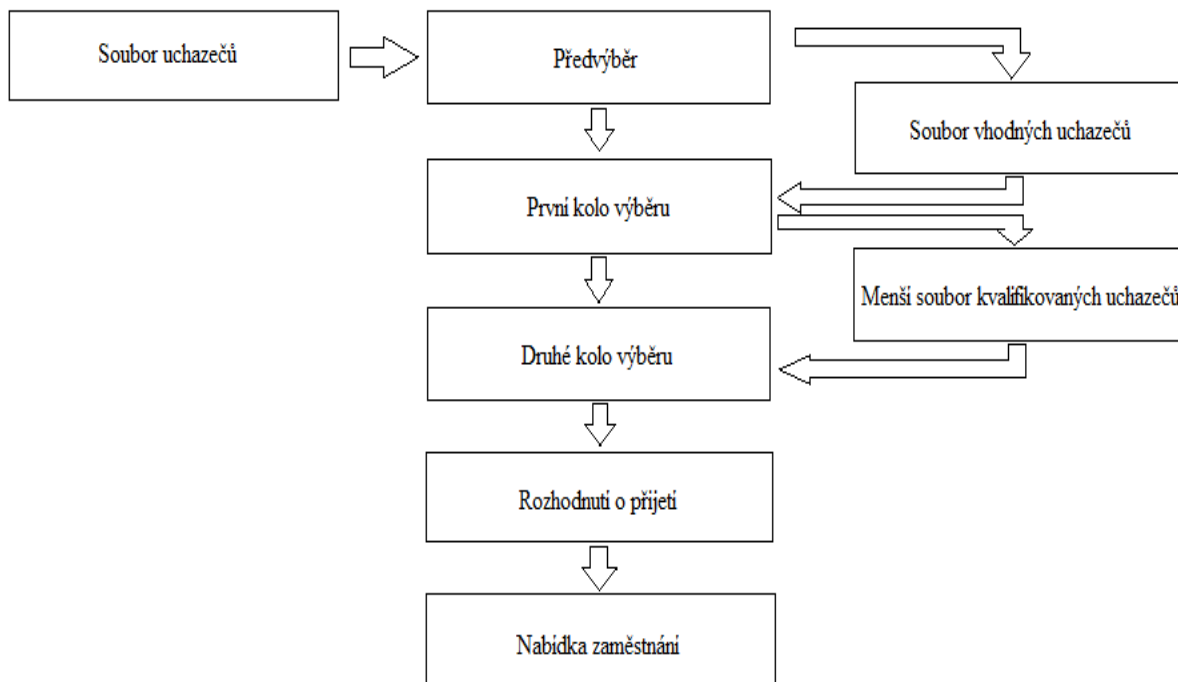 Soubor uchazečů
Předvýběr
Soubor vhodných uchazečů
První kolo výběru
Menší soubor kvalifikovaných uchazečů
Druhé kolo výběru
Rozhodnutí o přijetí
Nabídka zaměstnání